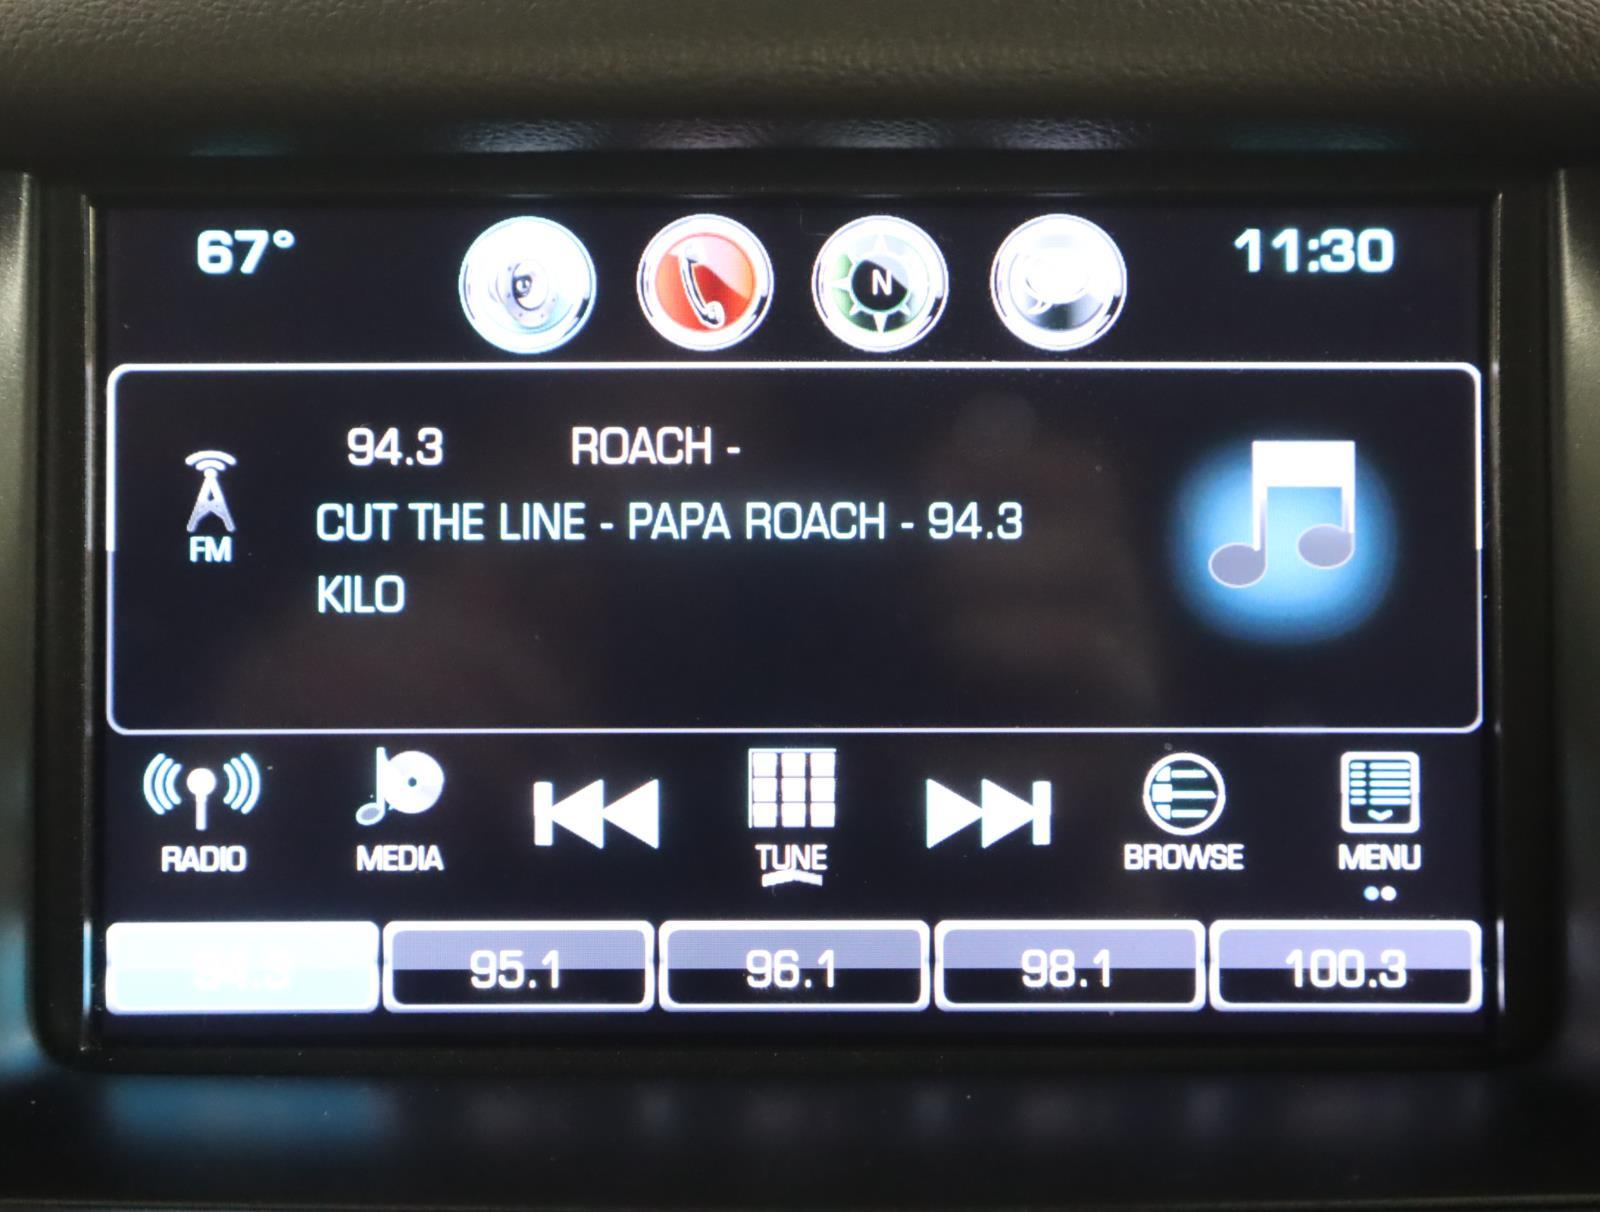 67° 11:30
N
94.3 ROACH -
CUT THE LINE - PAPA ROACH - 94.3
KILO
FM
RADIO MEDIA TUNE BROWSE MENU
94.3 95.1 96.1 98.1 100.3